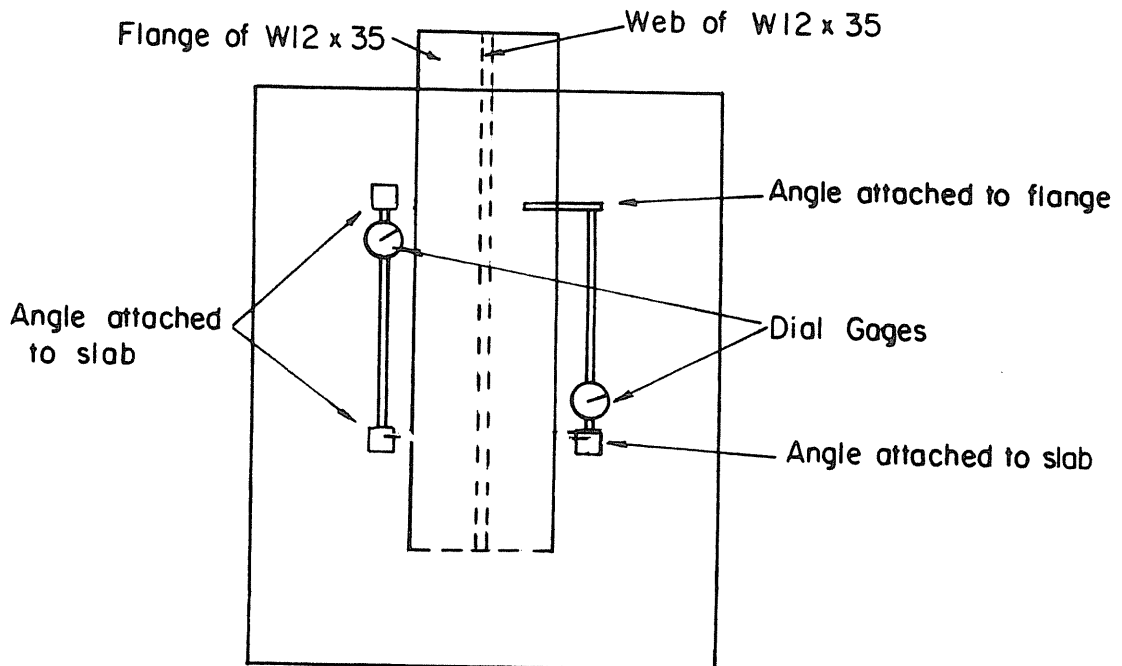 Flange of W12 x 35
Web of W12 x 35
Angle attached to flange
Angle attached
to slab
Dial Gages
Angle attached to slab